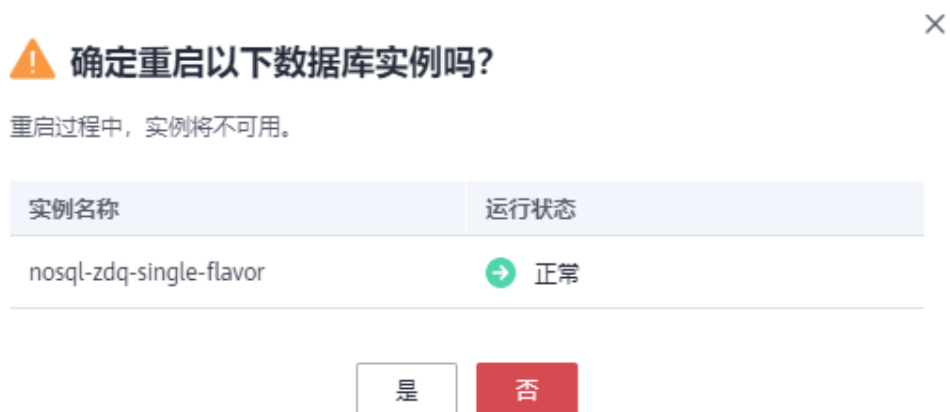 确定重启以下数据库实例吗?
重启过程中，实例将不可用。
实例名称 运行状态
nosql-zdq-single-flavor 正常
是 否